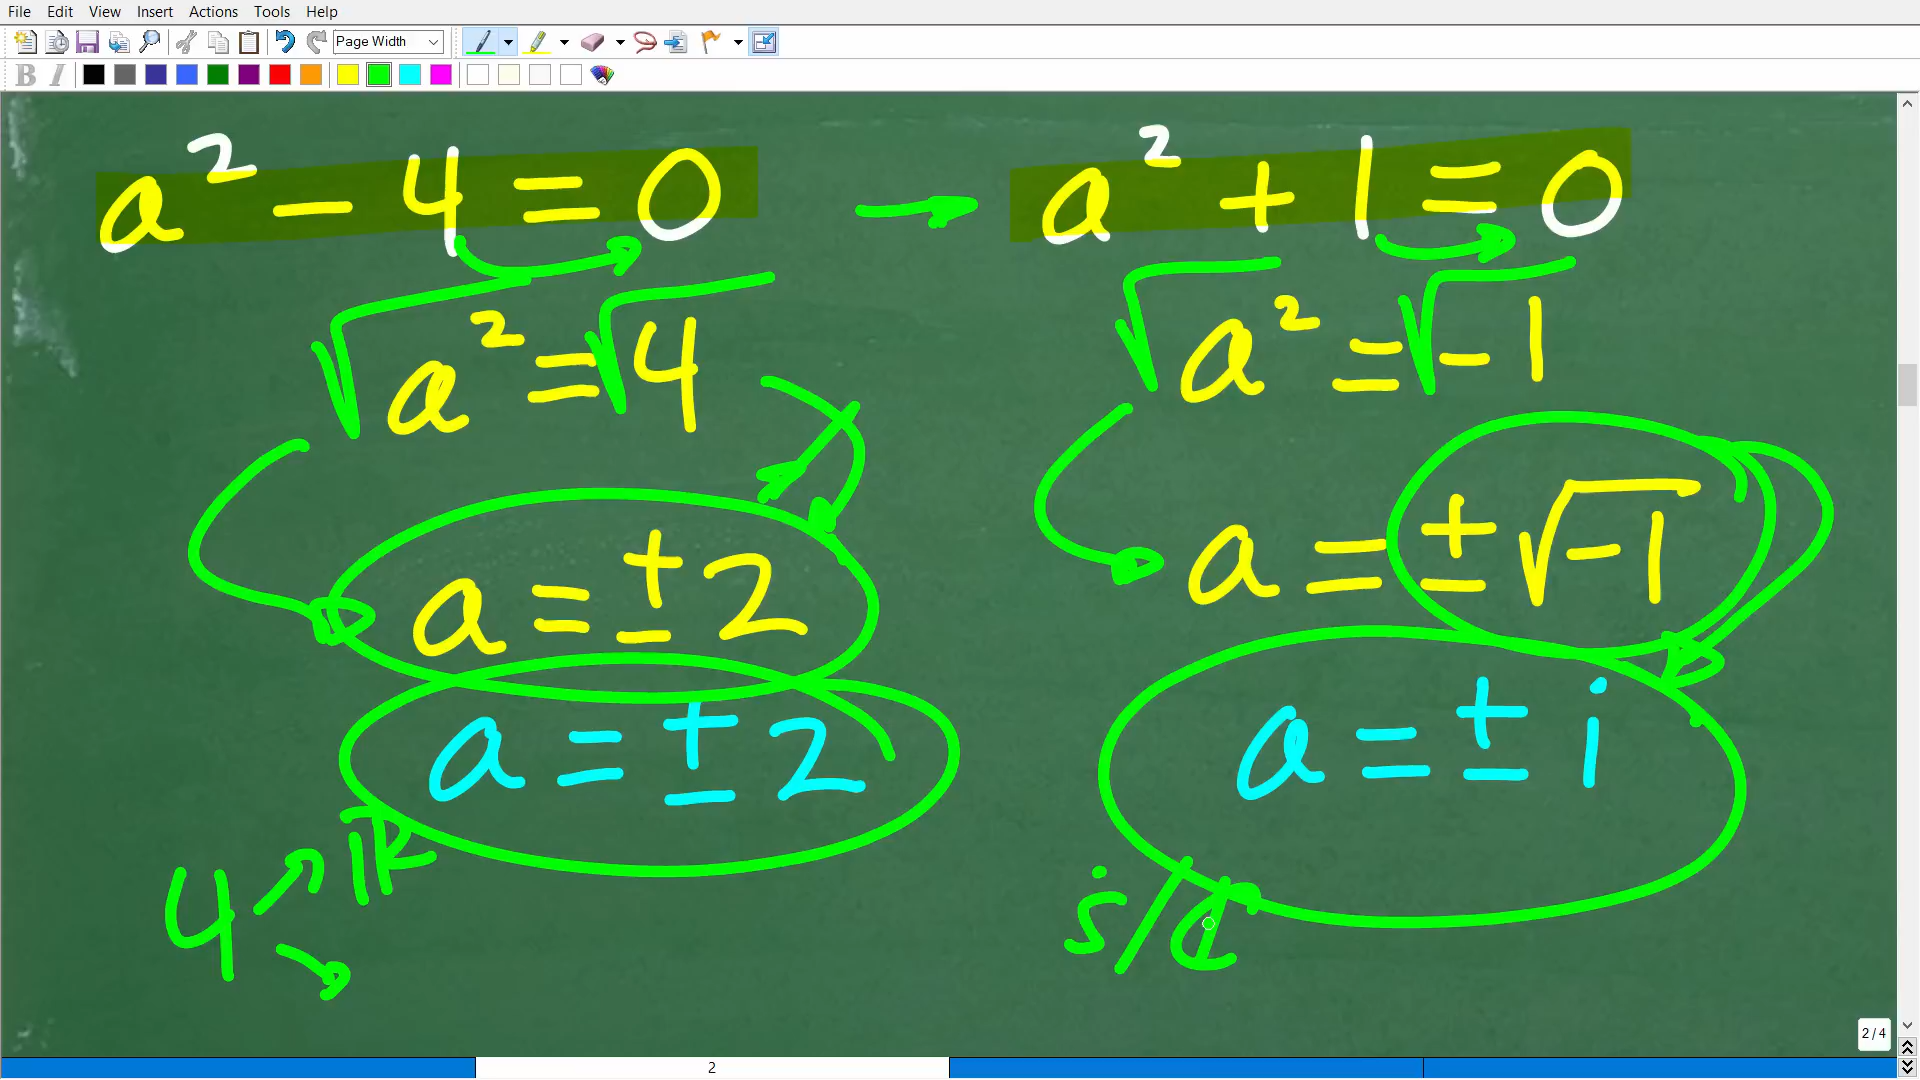 File Edit View Insert Actions Tools Help
Page Width
B I
a² − 4 = 0 → a² + 1 = 0
√a² = √4
√a² = √−1
a = ± 2
a = ± √−1
a = ± 2
a = ± i
4 ℝ
i/ℂ
2 / 4
2